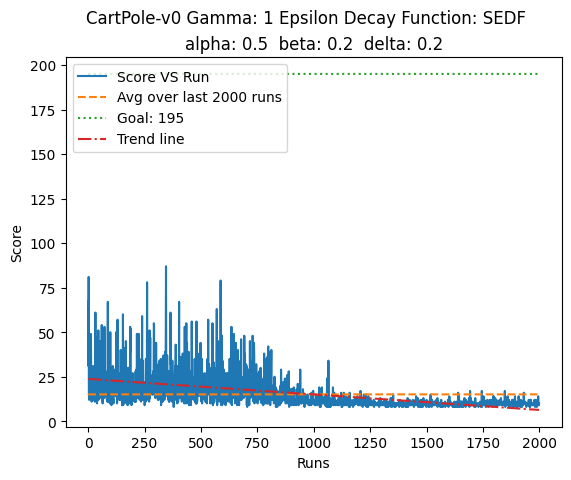 CartPole-v0 Gamma: 1 Epsilon Decay Function: SEDF
alpha: 0.5 beta: 0.2 delta: 0.2
Score VS Run
Avg over last 2000 runs
Goal: 195
Trend line
200
175
150
125
100
75
50
25
0
Score
0 250 500 750 1000 1250 1500 1750 2000
Runs